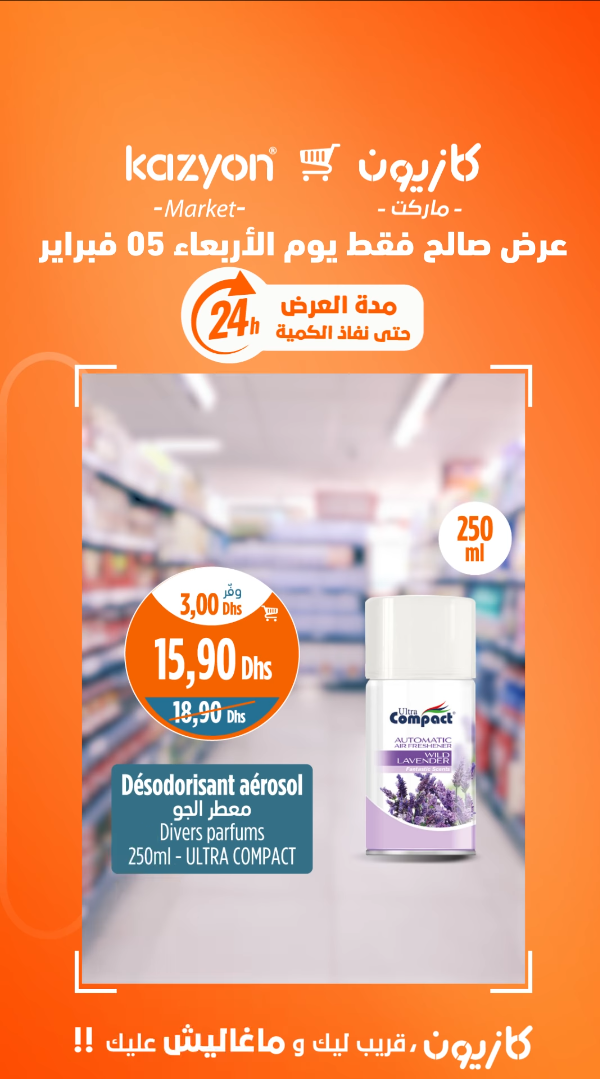 kazyon® كازيون
-Market- - ماركت -
عرض صالح فقط يوم الأربعاء 05 فبراير
24h
مدة العرض
حتى نفاذ الكمية
250
ml
وفّر
3,00 Dhs
15,90 Dhs
18,90 Dhs
Ultra
Compact
AUTOMATIC
AIR FRESHENER
WILD
LAVENDER
Fantastic Scents
Désodorisant aérosol
معطر الجو
Divers parfums
250ml - ULTRA COMPACT
كازيون، قريب ليك و ماغاليش عليك !!